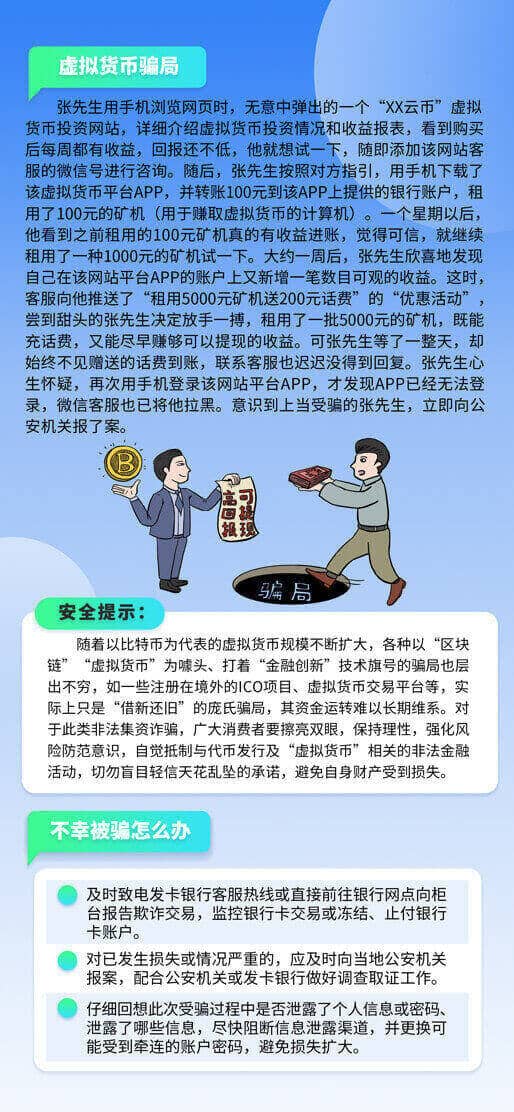 虚拟货币骗局
张先生用手机浏览网页时，无意中弹出的一个“XX云币”虚拟
货币投资网站，详细介绍虚拟货币投资情况和收益报表，看到购买
后每周都有收益，回报还不低，他就想试一下，随即添加该网站客
服的微信号进行咨询。随后，张先生按照对方指引，用手机下载了
该虚拟货币平台APP，并转账100元到该APP上提供的银行账户，租
用了100元的矿机（用于赚取虚拟货币的计算机）。一个星期以后，
他看到之前租用的100元矿机真的有收益进账，觉得可信，就继续
租用了一种1000元的矿机试一下。大约一周后，张先生欣喜地发现
自己在该网站平台APP的账户上又新增一笔数目可观的收益。这时，
客服向他推送了“租用5000元矿机送200元话费”的“优惠活动”，
尝到甜头的张先生决定放手一搏，租用了一批5000元的矿机，既能
充话费，又能尽早赚够可以提现的收益。可张先生等了一整天，却
始终不见赠送的话费到账，联系客服也迟迟没得到回复。张先生心
生怀疑，再次用手机登录该网站平台APP，才发现APP已经无法登
录，微信客服也已将他拉黑。意识到上当受骗的张先生，立即向公
安机关报了案。
B
可提现
高回报
骗局
安全提示：
随着以比特币为代表的虚拟货币规模不断扩大，各种以“区块
链”“虚拟货币”为噱头、打着“金融创新”技术旗号的骗局也层
出不穷，如一些注册在境外的ICO项目、虚拟货币交易平台等，实
际上只是“借新还旧”的庞氏骗局，其资金运转难以长期维系。对
于此类非法集资诈骗，广大消费者要擦亮双眼，保持理性，强化风
险防范意识，自觉抵制与代币发行及“虚拟货币”相关的非法金融
活动，切勿盲目轻信天花乱坠的承诺，避免自身财产受到损失。
不幸被骗怎么办
及时致电发卡银行客服热线或直接前往银行网点向柜
台报告欺诈交易，监控银行卡交易或冻结、止付银行
卡账户。
对已发生损失或情况严重的，应及时向当地公安机关
报案，配合公安机关或发卡银行做好调查取证工作。
仔细回想此次受骗过程中是否泄露了个人信息或密码、
泄露了哪些信息，尽快阻断信息泄露渠道，并更换可
能受到牵连的账户密码，避免损失扩大。